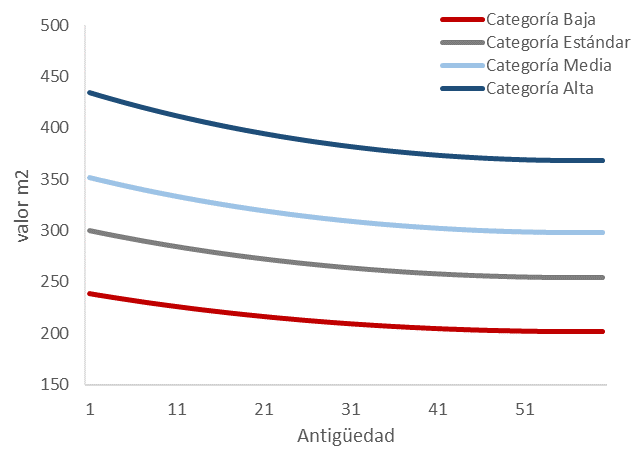 500
450
400
350
300
250
200
150
valor m2
1 11 21 31 41 51
Antigüedad
Categoría Baja
Categoría Estándar
Categoría Media
Categoría Alta